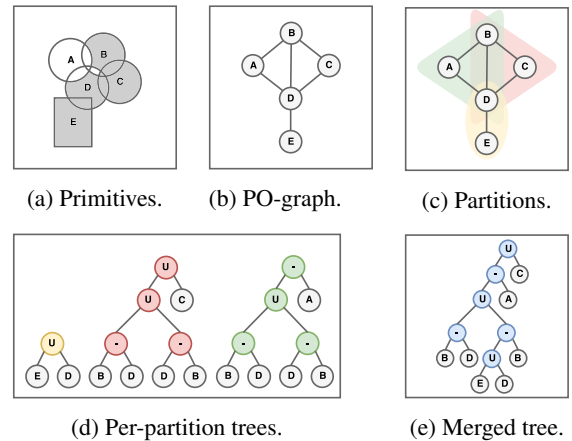 A B C D E
B A C D E
B A C D E
(a) Primitives.
(b) PO-graph.
(c) Partitions.
U - U
U C U A - C
U - - - - U A
U - - - - - -
E D B D D B B D D B B D U B
E D
(d) Per-partition trees.
(e) Merged tree.